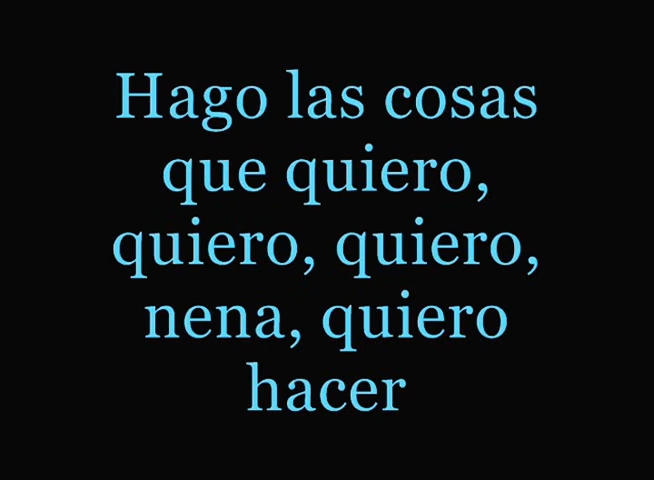 Hago las cosas
que quiero,
quiero, quiero,
nena, quiero
hacer